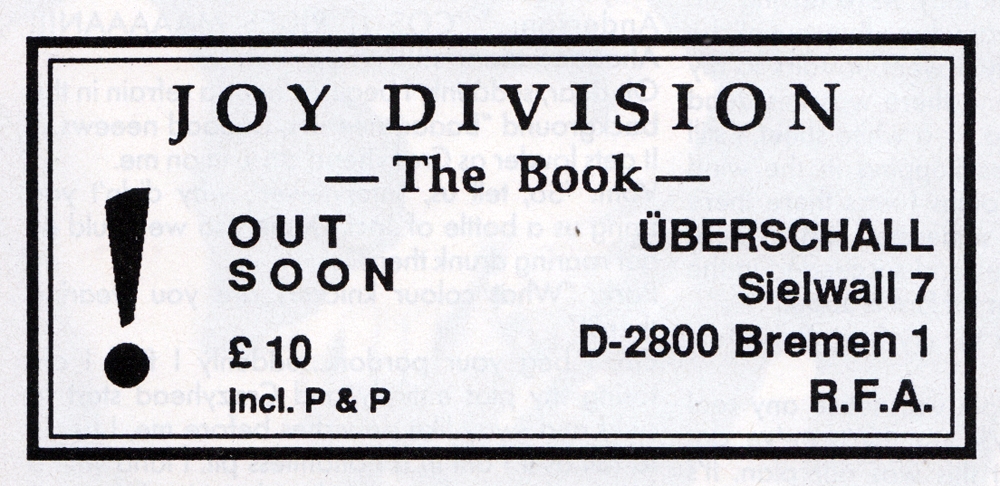 JOY DIVISION
— The Book —
!
OUT
SOON
£ 10
incl. P & P
ÜBERSCHALL
Sielwall 7
D-2800 Bremen 1
R.F.A.